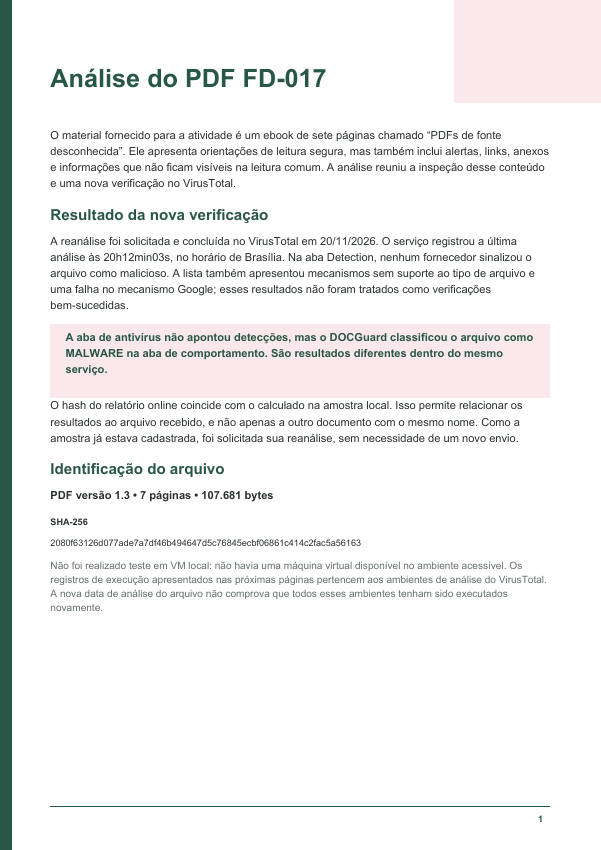 Análise do PDF FD-017
O material fornecido para a atividade é um ebook de sete páginas chamado “PDFs de fonte
desconhecida”. Ele apresenta orientações de leitura segura, mas também inclui alertas, links, anexos
e informações que não ficam visíveis na leitura comum. A análise reuniu a inspeção desse conteúdo
e uma nova verificação no VirusTotal.
Resultado da nova verificação
A reanálise foi solicitada e concluída no VirusTotal em 20/11/2026. O serviço registrou a última
análise às 20h12min03s, no horário de Brasília. Na aba Detection, nenhum fornecedor sinalizou o
arquivo como malicioso. A lista também apresentou mecanismos sem suporte ao tipo de arquivo e
uma falha no mecanismo Google; esses resultados não foram tratados como verificações
bem-sucedidas.
A aba de antivírus não apontou detecções, mas o DOCGuard classificou o arquivo como
MALWARE na aba de comportamento. São resultados diferentes dentro do mesmo
serviço.
O hash do relatório online coincide com o calculado na amostra local. Isso permite relacionar os
resultados ao arquivo recebido, e não apenas a outro documento com o mesmo nome. Como a
amostra já estava cadastrada, foi solicitada sua reanálise, sem necessidade de um novo envio.
Identificação do arquivo
PDF versão 1.3 • 7 páginas • 107.681 bytes
SHA-256
2080f63126d077ade7a7df46b494647d5c76845ecbf06861c414c2fac5a56163
Não foi realizado teste em VM local: não havia uma máquina virtual disponível no ambiente acessível. Os
registros de execução apresentados nas próximas páginas pertencem aos ambientes de análise do VirusTotal.
A nova data de análise do arquivo não comprova que todos esses ambientes tenham sido executados
novamente.
1